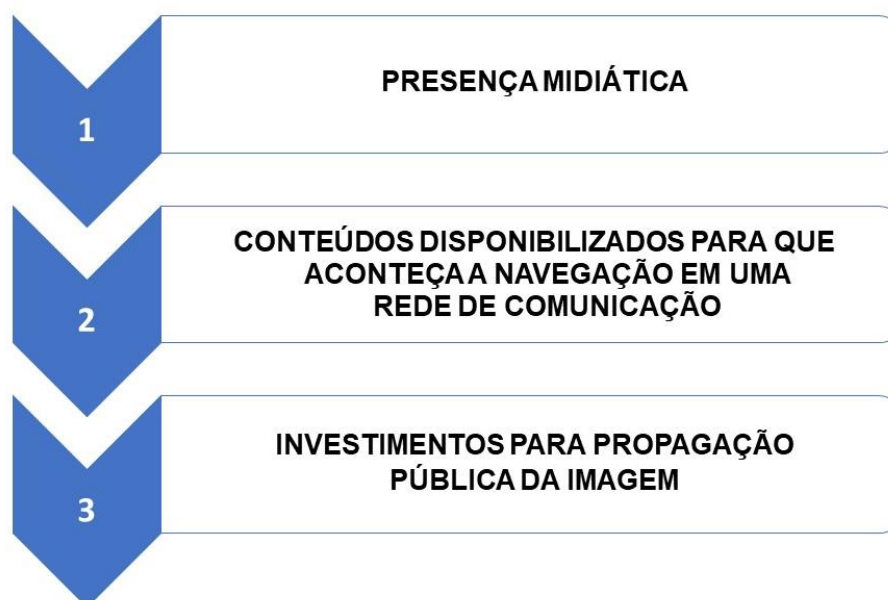 1
PRESENÇA MIDIÁTICA
2
CONTEÚDOS DISPONIBILIZADOS PARA QUE
ACONTEÇA A NAVEGAÇÃO EM UMA
REDE DE COMUNICAÇÃO
3
INVESTIMENTOS PARA PROPAGAÇÃO
PÚBLICA DA IMAGEM